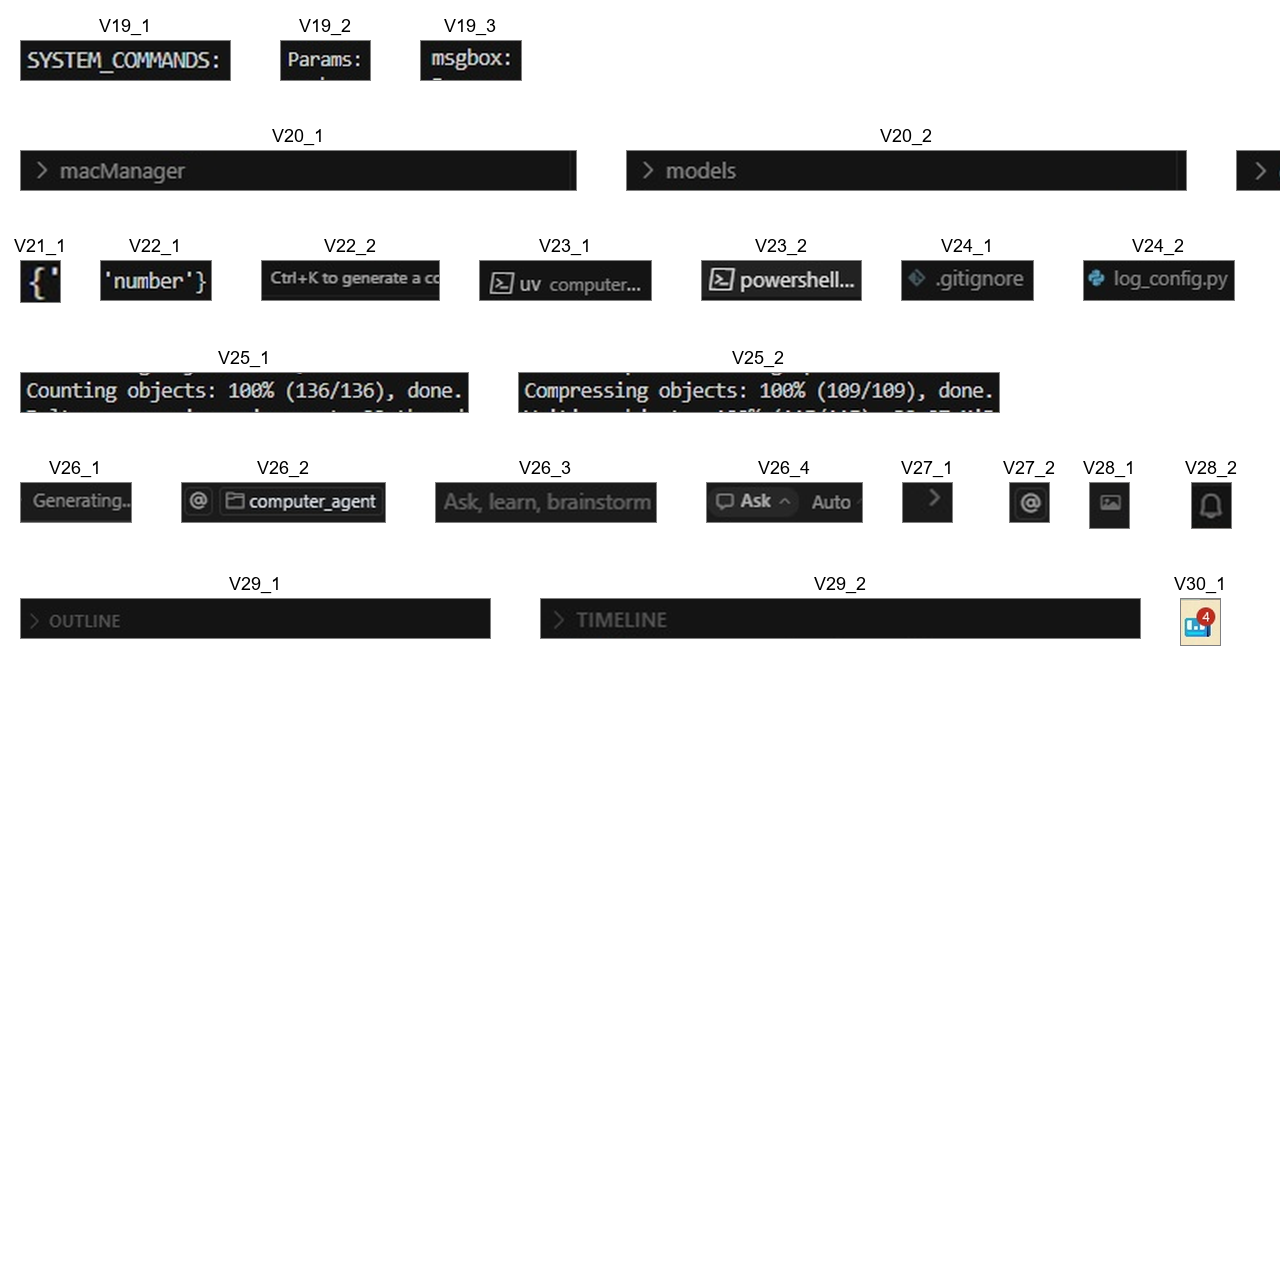 V19_1 V19_2 V19_3
SYSTEM_COMMANDS: Params: msgbox:
V20_1 V20_2
macManager models
V21_1 V22_1 V22_2 V23_1 V23_2 V24_1 V24_2
{' 'number'} Ctrl+K to generate a uv computer... powershell... .gitignore log_config.py
V25_1 V25_2
Counting objects: 100% (136/136), done. Compressing objects: 100% (109/109), done.
V26_1 V26_2 V26_3 V26_4 V27_1 V27_2 V28_1 V28_2
Generating.. @ computer_agent Ask, learn, brainstorm Ask Auto @
V29_1 V29_2 V30_1
OUTLINE TIMELINE 4